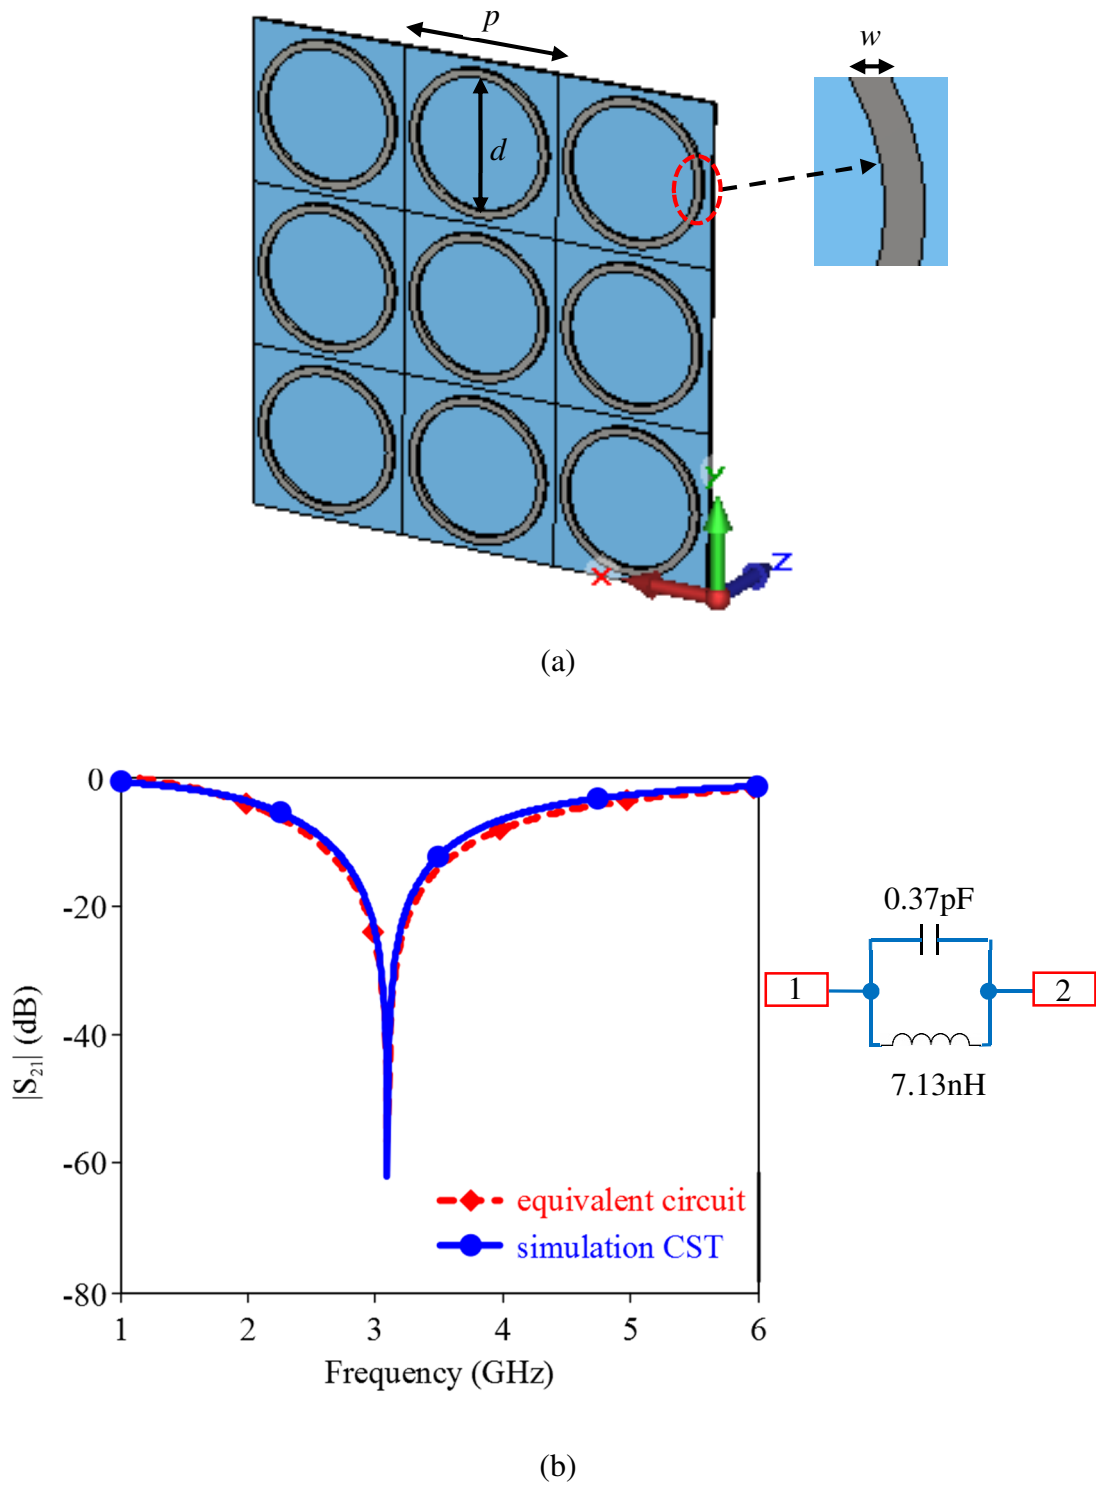 p
w
d
Y
Z
X
(a)
0
-20
-40
-60
-80
|S21| (dB)
equivalent circuit
simulation CST
1 2 3 4 5 6
Frequency (GHz)
0.37pF
1
2
7.13nH
(b)